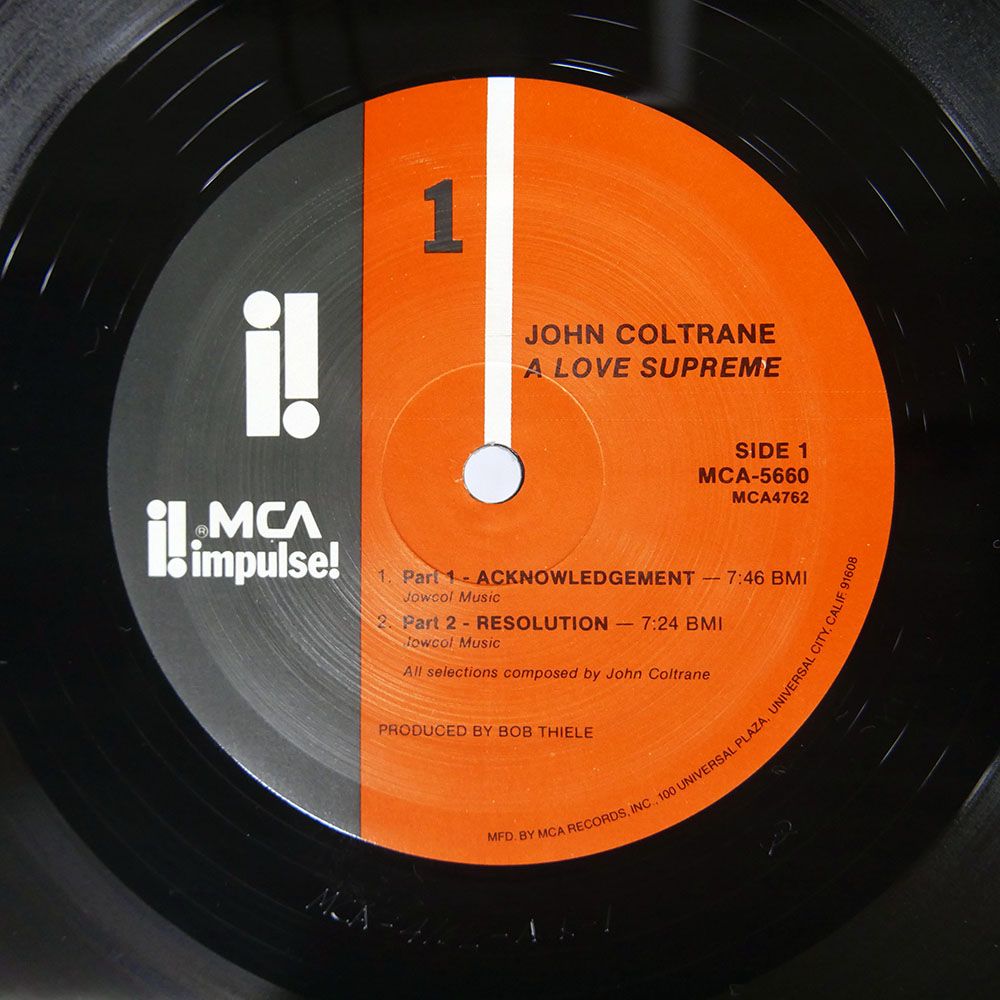 1
i!
JOHN COLTRANE
A LOVE SUPREME
SIDE 1
MCA-5660
MCA4762
i! ® MCA
impulse!
1. Part 1 - ACKNOWLEDGEMENT — 7:46 BMI
Jowcol Music
2. Part 2 - RESOLUTION — 7:24 BMI
Jowcol Music
All selections composed by John Coltrane
PRODUCED BY BOB THIELE
MFD. BY MCA RECORDS, INC., 100 UNIVERSAL PLAZA, UNIVERSAL CITY, CALIF. 91608